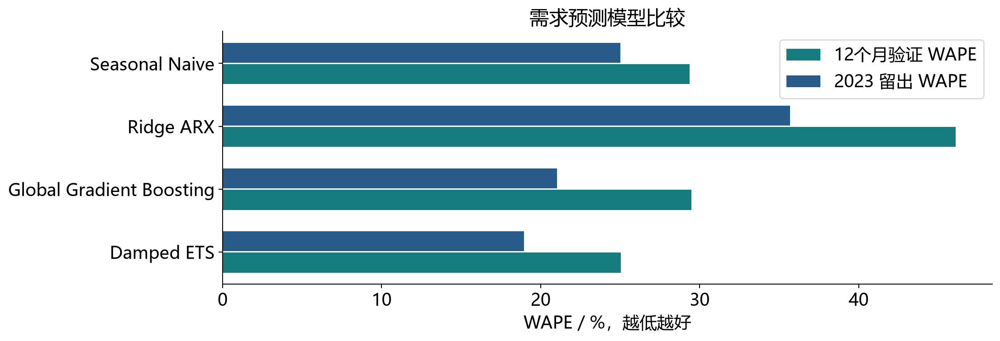 需求预测模型比较
12个月验证 WAPE
2023 留出 WAPE
Seasonal Naive
Ridge ARX
Global Gradient Boosting
Damped ETS
0 10 20 30 40
WAPE / %，越低越好